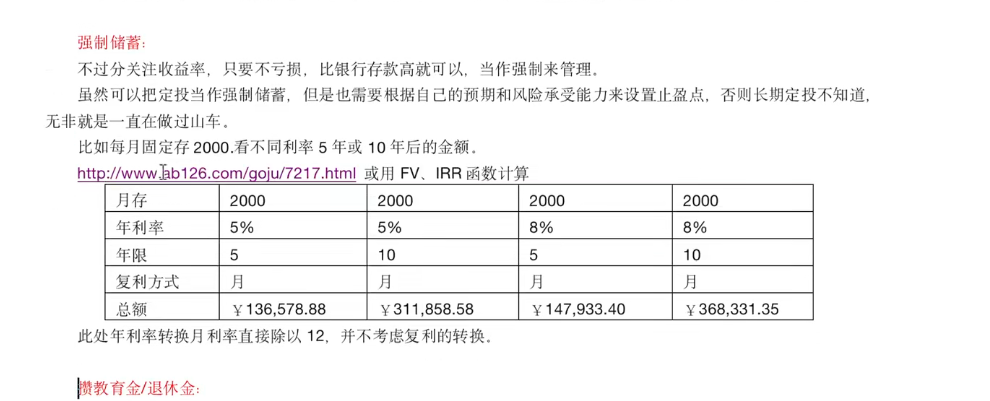 强制储蓄：
不过分关注收益率，只要不亏损，比银行存款高就可以，当作强制来管理。
虽然可以把定投当作强制储蓄，但是也需要根据自己的预期和风险承受能力来设置止盈点，否则长期定投不知道，
无非就是一直在做过山车。
比如每月固定存 2000.看不同利率 5 年或 10 年后的金额。
http://www.ab126.com/goju/7217.html 或用 FV、IRR 函数计算
月存 2000 2000 2000 2000
年利率 5% 5% 8% 8%
年限 5 10 5 10
复利方式 月 月 月 月
总额 ￥136,578.88 ￥311,858.58 ￥147,933.40 ￥368,331.35
此处年利率转换月利率直接除以 12，并不考虑复利的转换。
攒教育金/退休金：